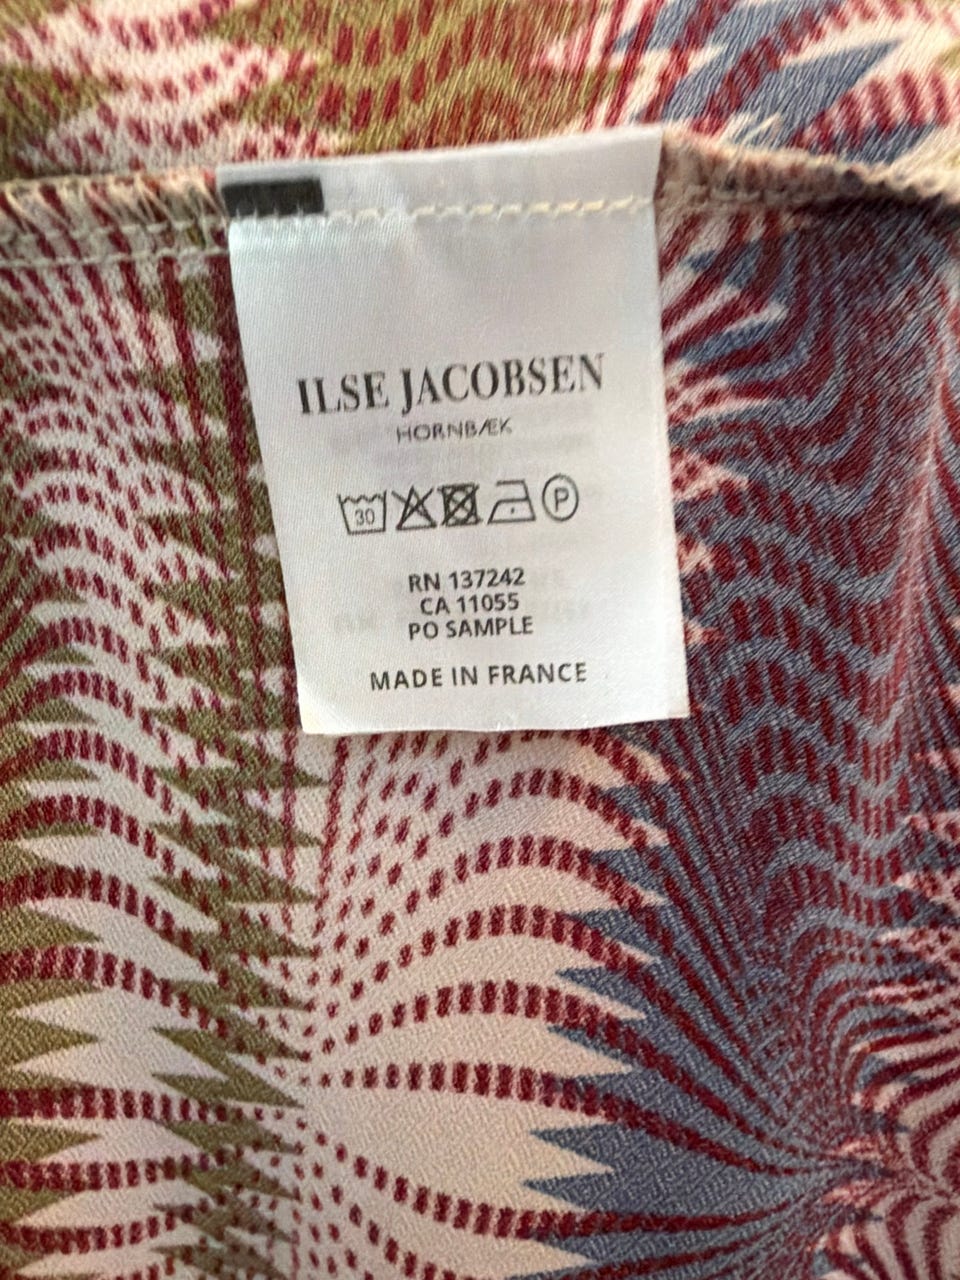 ILSE JACOBSEN
HORNBÆK
30 P
RN 137242
CA 11055
PO SAMPLE
MADE IN FRANCE